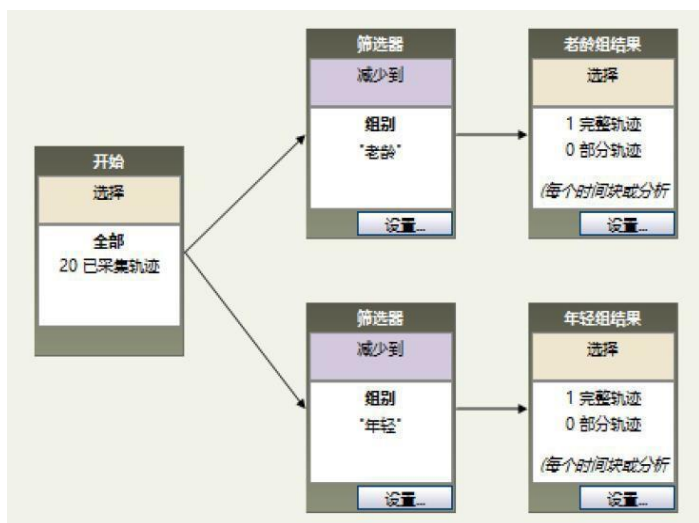 开始
选择
全部
20 已采集轨迹
筛选器
减少到
组别
"老龄"
设置...
老龄组结果
选择
1 完整轨迹
0 部分轨迹
(每个时间块或分析
设置...
筛选器
减少到
组别
"年轻"
设置...
年轻组结果
选择
1 完整轨迹
0 部分轨迹
(每个时间块或分析
设置...